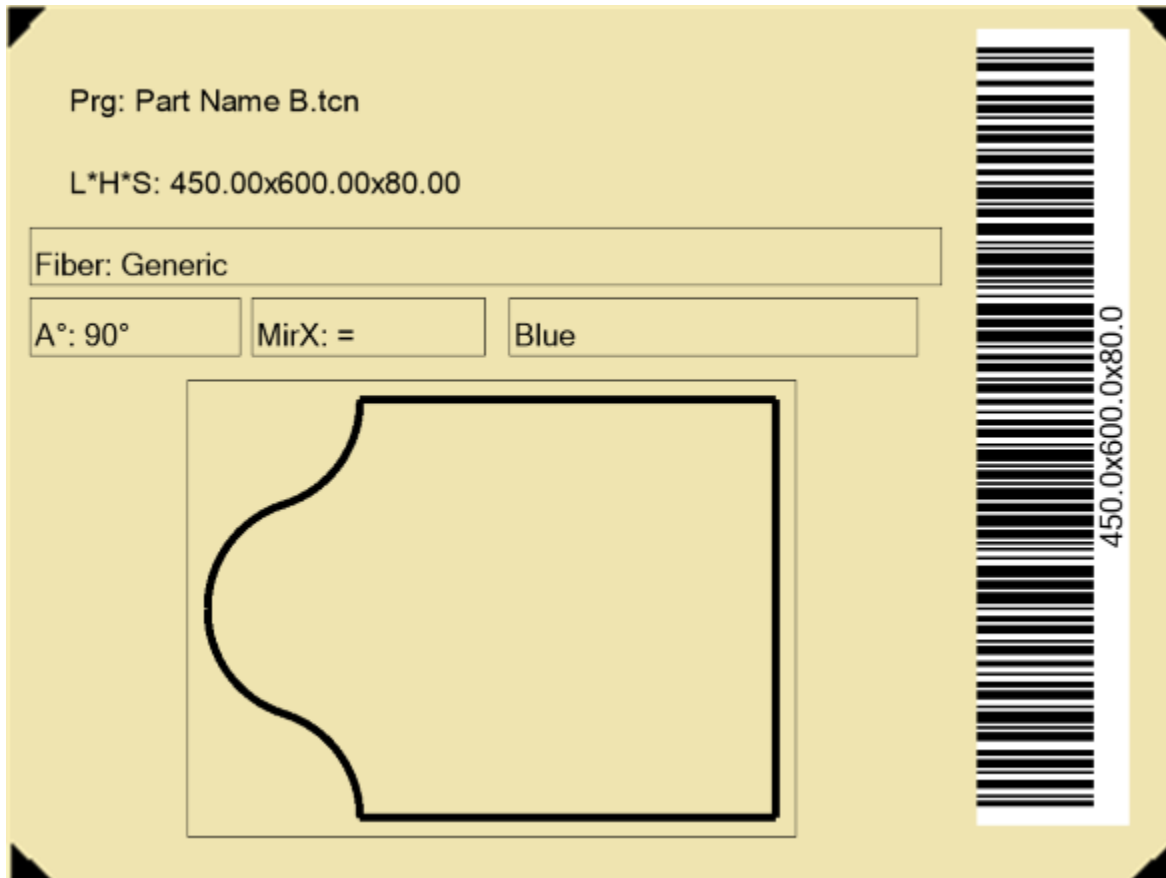 Prg: Part Name B.tcn
L*H*S: 450.00x600.00x80.00
Fiber: Generic
A°: 90°
MirX: =
Blue
450.0x600.0x80.0